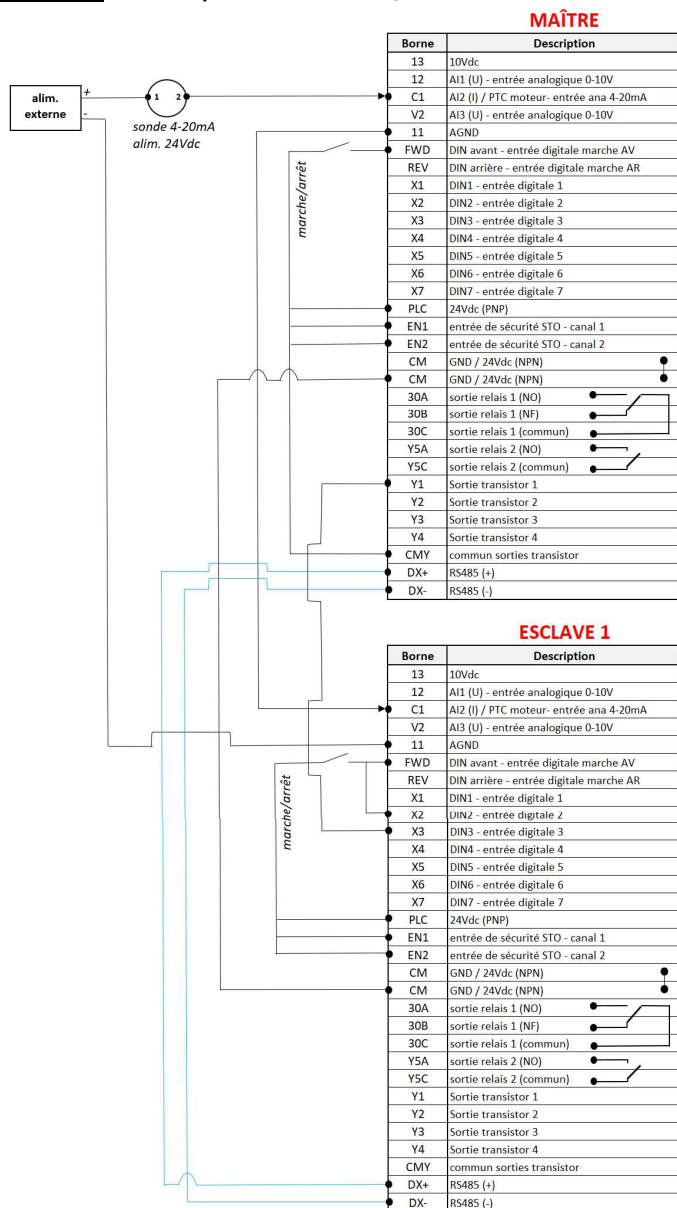 MAÎTRE
Borne Description
13 10Vdc
12 AI1 (U) - entrée analogique 0-10V
C1 AI2 (I) / PTC moteur- entrée ana 4-20mA
V2 AI3 (U) - entrée analogique 0-10V
11 AGND
FWD DIN avant - entrée digitale marche AV
REV DIN arrière - entrée digitale marche AR
X1 DIN1 - entrée digitale 1
X2 DIN2 - entrée digitale 2
X3 DIN3 - entrée digitale 3
X4 DIN4 - entrée digitale 4
X5 DIN5 - entrée digitale 5
X6 DIN6 - entrée digitale 6
X7 DIN7 - entrée digitale 7
PLC 24Vdc (PNP)
EN1 entrée de sécurité STO - canal 1
EN2 entrée de sécurité STO - canal 2
CM GND / 24Vdc (NPN)
CM GND / 24Vdc (NPN)
30A sortie relais 1 (NO)
30B sortie relais 1 (NF)
30C sortie relais 1 (commun)
Y5A sortie relais 2 (NO)
Y5C sortie relais 2 (commun)
Y1 Sortie transistor 1
Y2 Sortie transistor 2
Y3 Sortie transistor 3
Y4 Sortie transistor 4
CMY commun sorties transistor
DX+ RS485 (+)
DX- RS485 (-)
alim.
externe
+
-
1 2
sonde 4-20mA
alim. 24Vdc
marche/arrêt
ESCLAVE 1
Borne Description
13 10Vdc
12 AI1 (U) - entrée analogique 0-10V
C1 AI2 (I) / PTC moteur- entrée ana 4-20mA
V2 AI3 (U) - entrée analogique 0-10V
11 AGND
FWD DIN avant - entrée digitale marche AV
REV DIN arrière - entrée digitale marche AR
X1 DIN1 - entrée digitale 1
X2 DIN2 - entrée digitale 2
X3 DIN3 - entrée digitale 3
X4 DIN4 - entrée digitale 4
X5 DIN5 - entrée digitale 5
X6 DIN6 - entrée digitale 6
X7 DIN7 - entrée digitale 7
PLC 24Vdc (PNP)
EN1 entrée de sécurité STO - canal 1
EN2 entrée de sécurité STO - canal 2
CM GND / 24Vdc (NPN)
CM GND / 24Vdc (NPN)
30A sortie relais 1 (NO)
30B sortie relais 1 (NF)
30C sortie relais 1 (commun)
Y5A sortie relais 2 (NO)
Y5C sortie relais 2 (commun)
Y1 Sortie transistor 1
Y2 Sortie transistor 2
Y3 Sortie transistor 3
Y4 Sortie transistor 4
CMY commun sorties transistor
DX+ RS485 (+)
DX- RS485 (-)
marche/arrêt